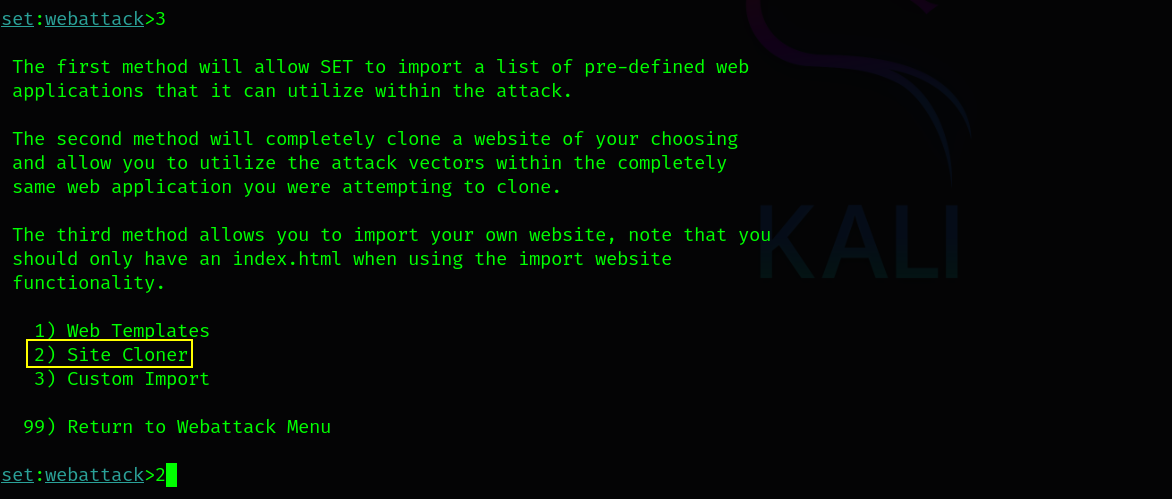 set:webattack>3
The first method will allow SET to import a list of pre-defined web
applications that it can utilize within the attack.
The second method will completely clone a website of your choosing
and allow you to utilize the attack vectors within the completely
same web application you were attempting to clone.
The third method allows you to import your own website, note that you
should only have an index.html when using the import website
functionality.
KALI
1) Web Templates
2) Site Cloner
3) Custom Import
99) Return to Webattack Menu
set:webattack>2